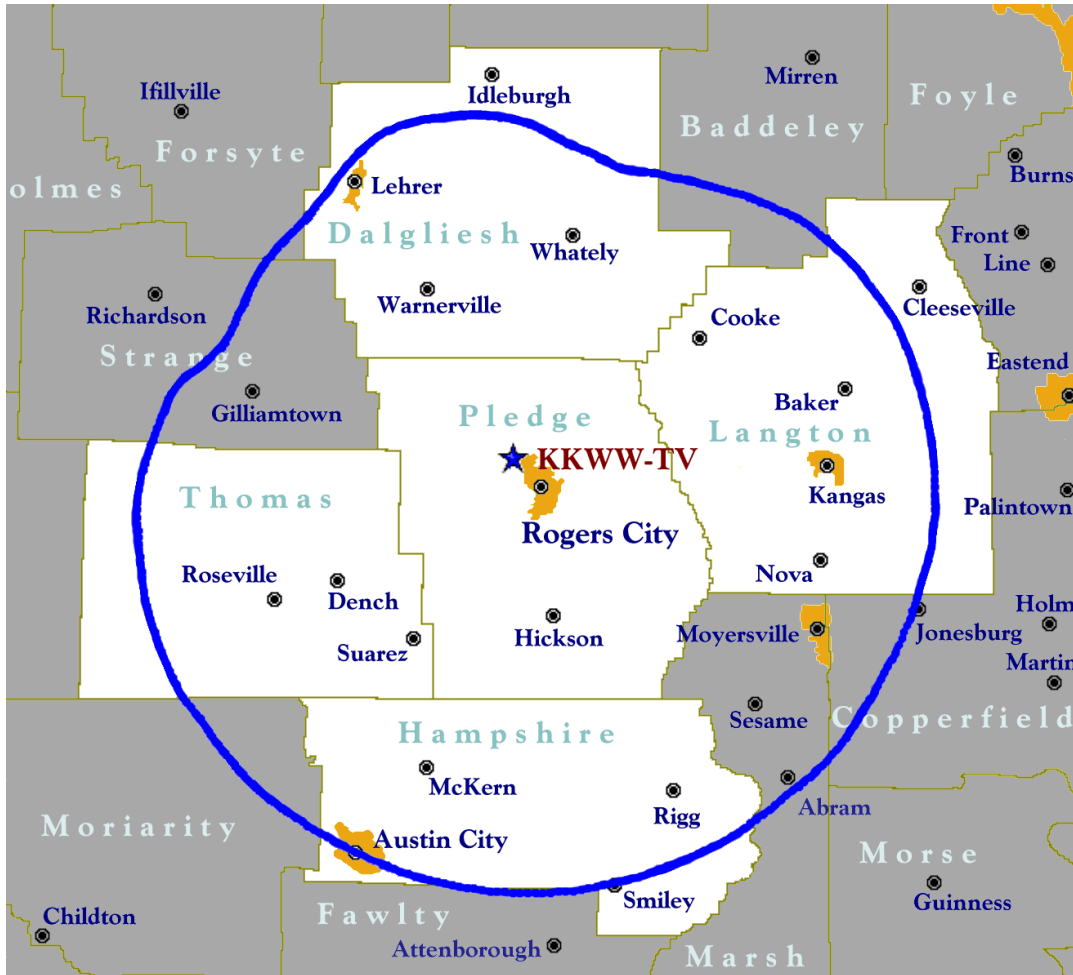 Idleburgh
Mirren
Ifillville
Foyle
Baddeley
Forsyte
Burns
olmes
Lehrer
Dalgliesh
Front
Line
Whately
Richardson
Warnerville
Cleeseville
Cooke
Strange
Eastend
Gilliamtown
Baker
Pledge
Langton
KKWW-TV
Thomas
Kangas
Palintown
Rogers City
Roseville
Nova
Dench
Holm
Hickson
Moyersville
Jonesburg
Suarez
Martin
Sesame
Copperfield
Hampshire
McKern
Abram
Rigg
Moriarity
Austin City
Morse
Smiley
Guinness
Childton
Fawlty
Attenborough
Marsh